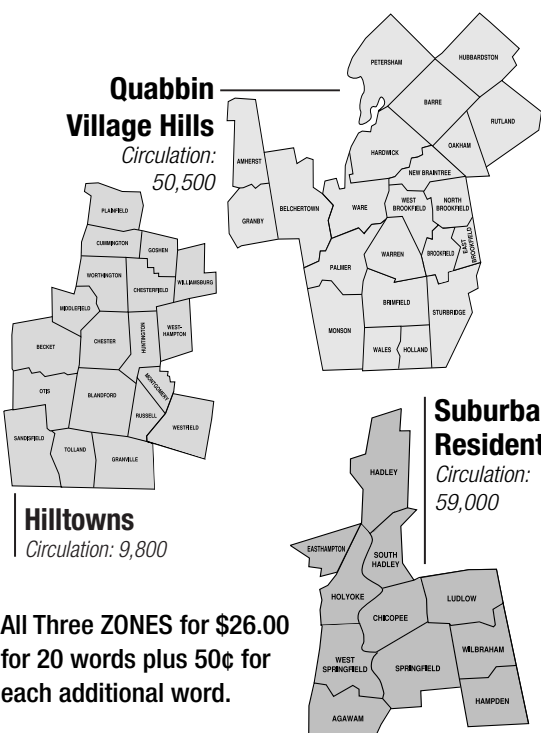 Quabbin
Village Hills
Circulation:
50,500
PETERSHAM
HUBBARDSTON
BARRE
RUTLAND
OAKHAM
HARDWICK
NEW BRAINTREE
AMHERST
GRANBY
BELCHERTOWN
WARE
WEST
BROOKFIELD
NORTH
BROOKFIELD
EAST
BROOKFIELD
BROOKFIELD
WARREN
PALMER
BRIMFIELD
STURBRIDGE
MONSON
WALES
HOLLAND
PLAINFIELD
CUMMINGTON
GOSHEN
WORTHINGTON
CHESTERFIELD
WILLIAMSBURG
MIDDLEFIELD
WEST-
HAMPTON
HUNTINGTON
CHESTER
BECKET
MONTGOMERY
OTIS
BLANDFORD
RUSSELL
WESTFIELD
SANDISFIELD
TOLLAND
GRANVILLE
Hilltowns
Circulation: 9,800
Suburba
Resident
Circulation:
59,000
HADLEY
EASTHAMPTON
SOUTH
HADLEY
HOLYOKE
CHICOPEE
LUDLOW
WEST
SPRINGFIELD
SPRINGFIELD
WILBRAHAM
HAMPDEN
AGAWAM
All Three ZONES for $26.00
for 20 words plus 50¢ for
each additional word.